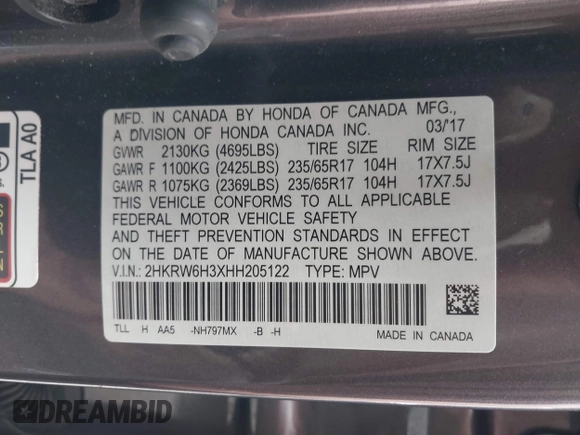 MFD. IN CANADA BY HONDA OF CANADA MFG.,
A DIVISION OF HONDA CANADA INC. 03/'17
GVWR 2130KG (4695LBS) TIRE SIZE RIM SIZE
GAWR F 1100KG (2425LBS) 235/65R17 104H 17X7.5J
GAWR R 1075KG (2369LBS) 235/65R17 104H 17X7.5J
THIS VEHICLE CONFORMS TO ALL APPLICABLE
FEDERAL MOTOR VEHICLE SAFETY
AND THEFT PREVENTION STANDARDS IN EFFECT
ON THE DATE OF MANUFACTURE SHOWN ABOVE.
V.I.N.: 2HKRW6H3XHH205122 TYPE: MPV
TLL H AA5 -NH797MX -B -H
MADE IN CANADA
TLA A0
DREAMBID